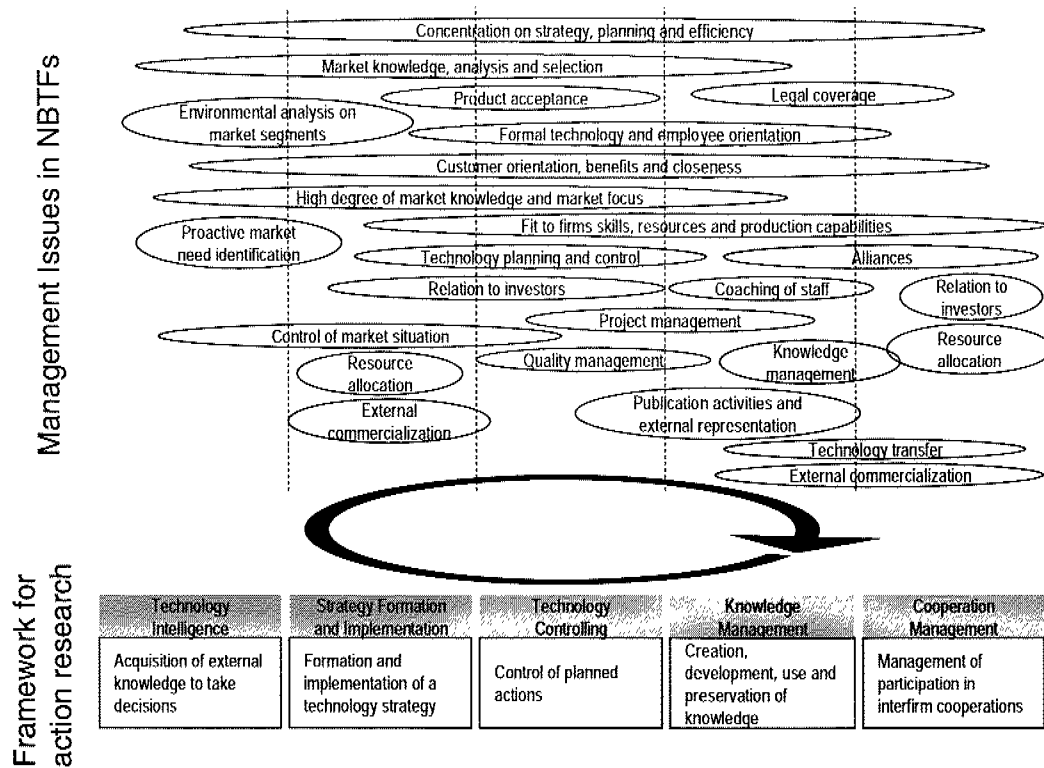 Management Issues in NBTFs
Concentration on strategy, planning and efficiency
Market knowledge, analysis and selection
Product acceptance
Legal coverage
Environmental analysis on
market segments
Formal technology and employee orientation
Customer orientation, benefits and closeness
High degree of market knowledge and market focus
Fit to firms skills, resources and production capabilities
Proactive market
need identification
Technology planning and control
Alliances
Relation to investors
Coaching of staff
Relation to
investors
Project management
Control of market situation
Resource
allocation
Quality management
Knowledge
management
Resource
allocation
External
commercialization
Publication activities and
external representation
Technology transfer
External commercialization
Framework for
action research
Technology
Intelligence
Strategy Formation
and Implementation
Technology
Controlling
Knowledge
Management
Cooperation
Management
Acquisition of external
knowledge to take
decisions
Formation and
implementation of a
technology strategy
Control of planned
actions
Creation,
development, use and
preservation of
knowledge
Management of
participation in
interfirm cooperations